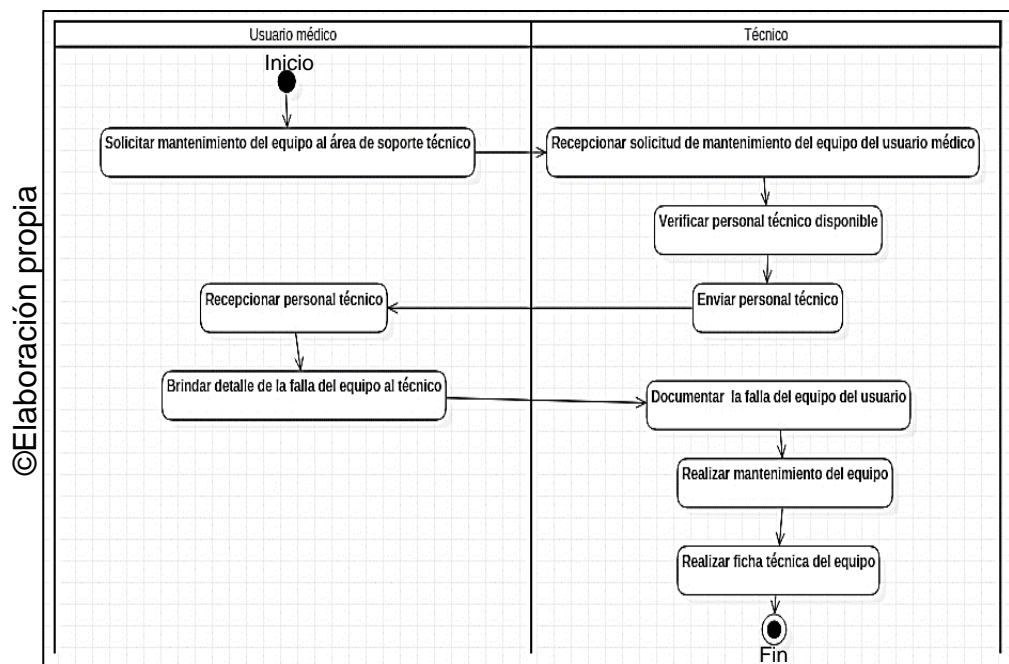 Usuario médico
Técnico
Inicio
Solicitar mantenimiento del equipo al área de soporte técnico
Recepcionar solicitud de mantenimiento del equipo del usuario médico
Verificar personal técnico disponible
Recepcionar personal técnico
Enviar personal técnico
Brindar detalle de la falla del equipo al técnico
Documentar la falla del equipo del usuario
Realizar mantenimiento del equipo
Realizar ficha técnica del equipo
Fin
©Elaboración propia